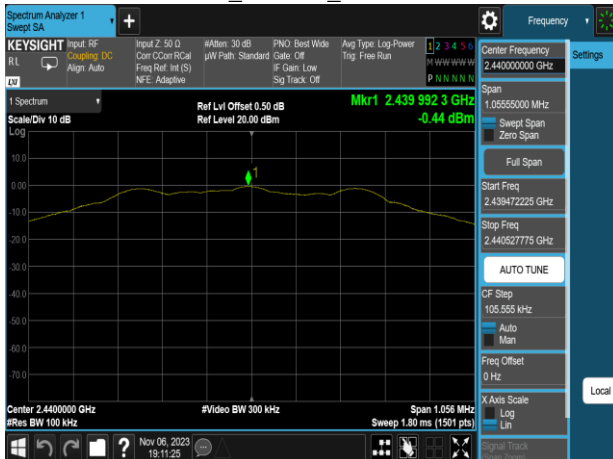 Spectrum Analyzer 1
Swept SA
Frequency
KEYSIGHT
RL
LXI
Input: RF
Coupling: DC
Align: Auto
Input Z: 50 Ω
Corr CCorr RCal
Freq Ref: Int (S)
NFE: Adaptive
#Atten: 30 dB
µW Path: Standard
PNO: Best Wide
Gate: Off
IF Gain: Low
Sig Track: Off
Avg Type: Log-Power
Trig: Free Run
1 2 3 4 5 6
M W W W W W
P N N N N N
Center Frequency
2.440000000 GHz
Settings
Span
1.05555000 MHz
Swept Span
Zero Span
Full Span
Start Freq
2.439472225 GHz
Stop Freq
2.440527775 GHz
AUTO TUNE
CF Step
105.555 kHz
Auto
Man
Freq Offset
0 Hz
X Axis Scale
Log
Lin
Signal Track
Local
1 Spectrum
Scale/Div 10 dB
Log
Ref Lvl Offset 0.50 dB
Ref Level 20.00 dBm
Mkr1 2.439 992 3 GHz
-0.44 dBm
1
10.0
0.00
-10.0
-20.0
-30.0
-40.0
-50.0
-60.0
-70.0
Center 2.4400000 GHz
#Res BW 100 kHz
#Video BW 300 kHz
Span 1.056 MHz
Sweep 1.80 ms (1501 pts)
?
Nov 06, 2023
19:11:25